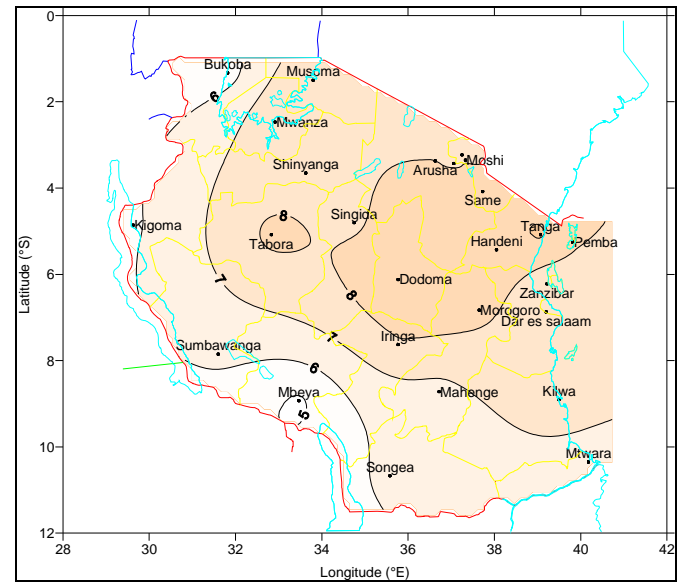 0
Bukoba
Musoma
6
2
Mwanza
Shinyanga
Moshi
Arusha
4
Same
8
Singida
Kigoma
Tabora
Tanga
Handeni
Pemba
6
7
Dodoma
8
Zanzibar
Morogoro
Dar es salaam
7
Iringa
Sumbawanga
8
6
Mbeya
Mahenge
Kilwa
5
10
Mtwara
Songea
12
28
30
32
34
36
38
40
42
Longitude (°E)
Latitude (°S)